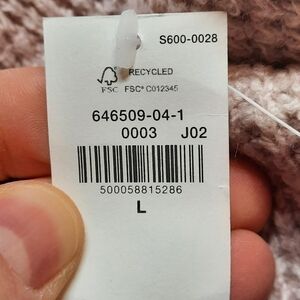 S600-0028
RECYCLED
FSC FSC® C012345
646509-04-1
0003 J02
500058815286
L